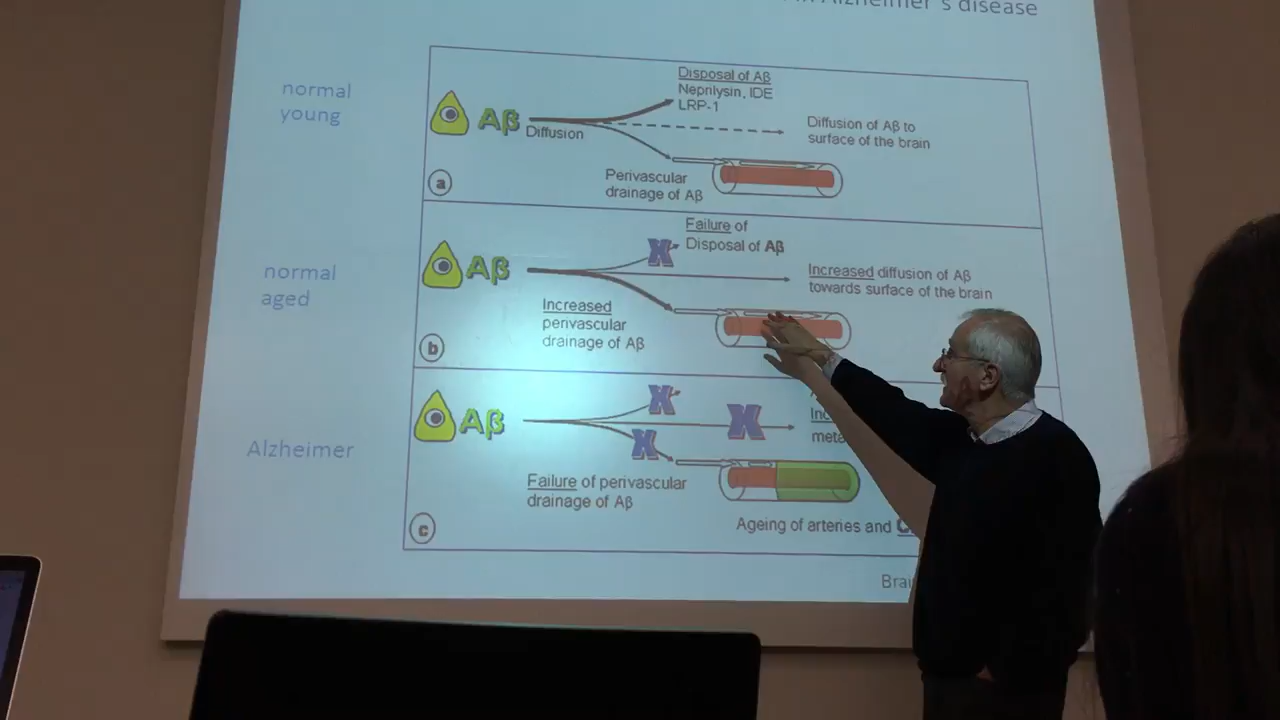 in Alzheimer's disease
normal
young
Aβ
Diffusion
Disposal of Aβ
Neprilysin, IDE
LRP-1
Diffusion of Aβ to
surface of the brain
Perivascular
drainage of Aβ
a
normal
aged
Aβ
X
Failure of
Disposal of Aβ
Increased diffusion of Aβ
towards surface of the brain
Increased
perivascular
drainage of Aβ
b
Alzheimer
Aβ
X
X
X
Failure of perivascular
drainage of Aβ
Ageing of arteries and
c